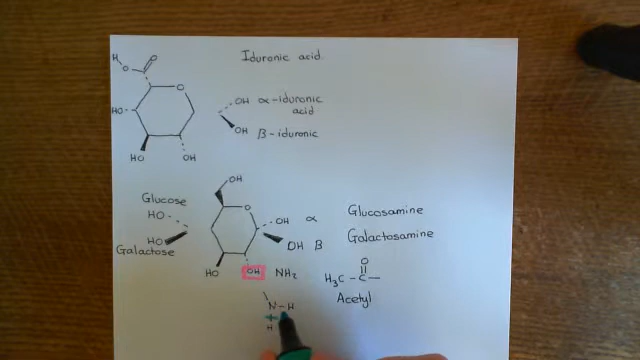 Iduronic acid
H
O
O
O
HO
HO
OH
OH α-iduronic
acid
OH β-iduronic
OH
Glucose
HO
HO
Galactose
O
OH α
OH β
HO
OH NH₂
Glucosamine
Galactosamine
O
H₃C - C -
Acetyl
N-H
H